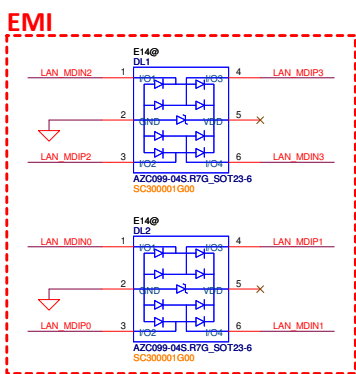 EMI
E14@
DL1
LAN_MDIN2 1 I/O1 I/O3 4 LAN_MDIP3
2 GND VDD 5
LAN_MDIP2 3 I/O2 I/O4 6 LAN_MDIN3
AZC099-04S.R7G_SOT23-6
SC300001G00
E14@
DL2
LAN_MDIN0 1 I/O1 I/O3 4 LAN_MDIP1
2 GND VDD 5
LAN_MDIP0 3 I/O2 I/O4 6 LAN_MDIN1
AZC099-04S.R7G_SOT23-6
SC300001G00